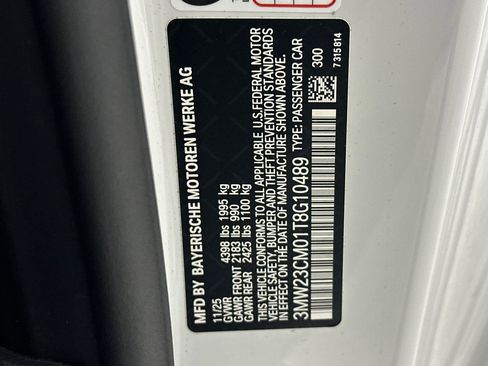 MFD BY BAYERISCHE MOTOREN WERKE AG
11/25
GVWR 4398 lbs 1995 kg
GAWR FRONT 2183 lbs 990 kg
GAWR REAR 2425 lbs 1100 kg
THIS VEHICLE CONFORMS TO ALL APPLICABLE U.S.FEDERAL MOTOR
VEHICLE SAFETY, BUMPER AND THEFT PREVENTION STANDARDS
IN EFFECT ON THE DATE OF MANUFACTURE SHOWN ABOVE.
3MW23CM01T8G10489 TYPE: PASSENGER CAR
300
7315814